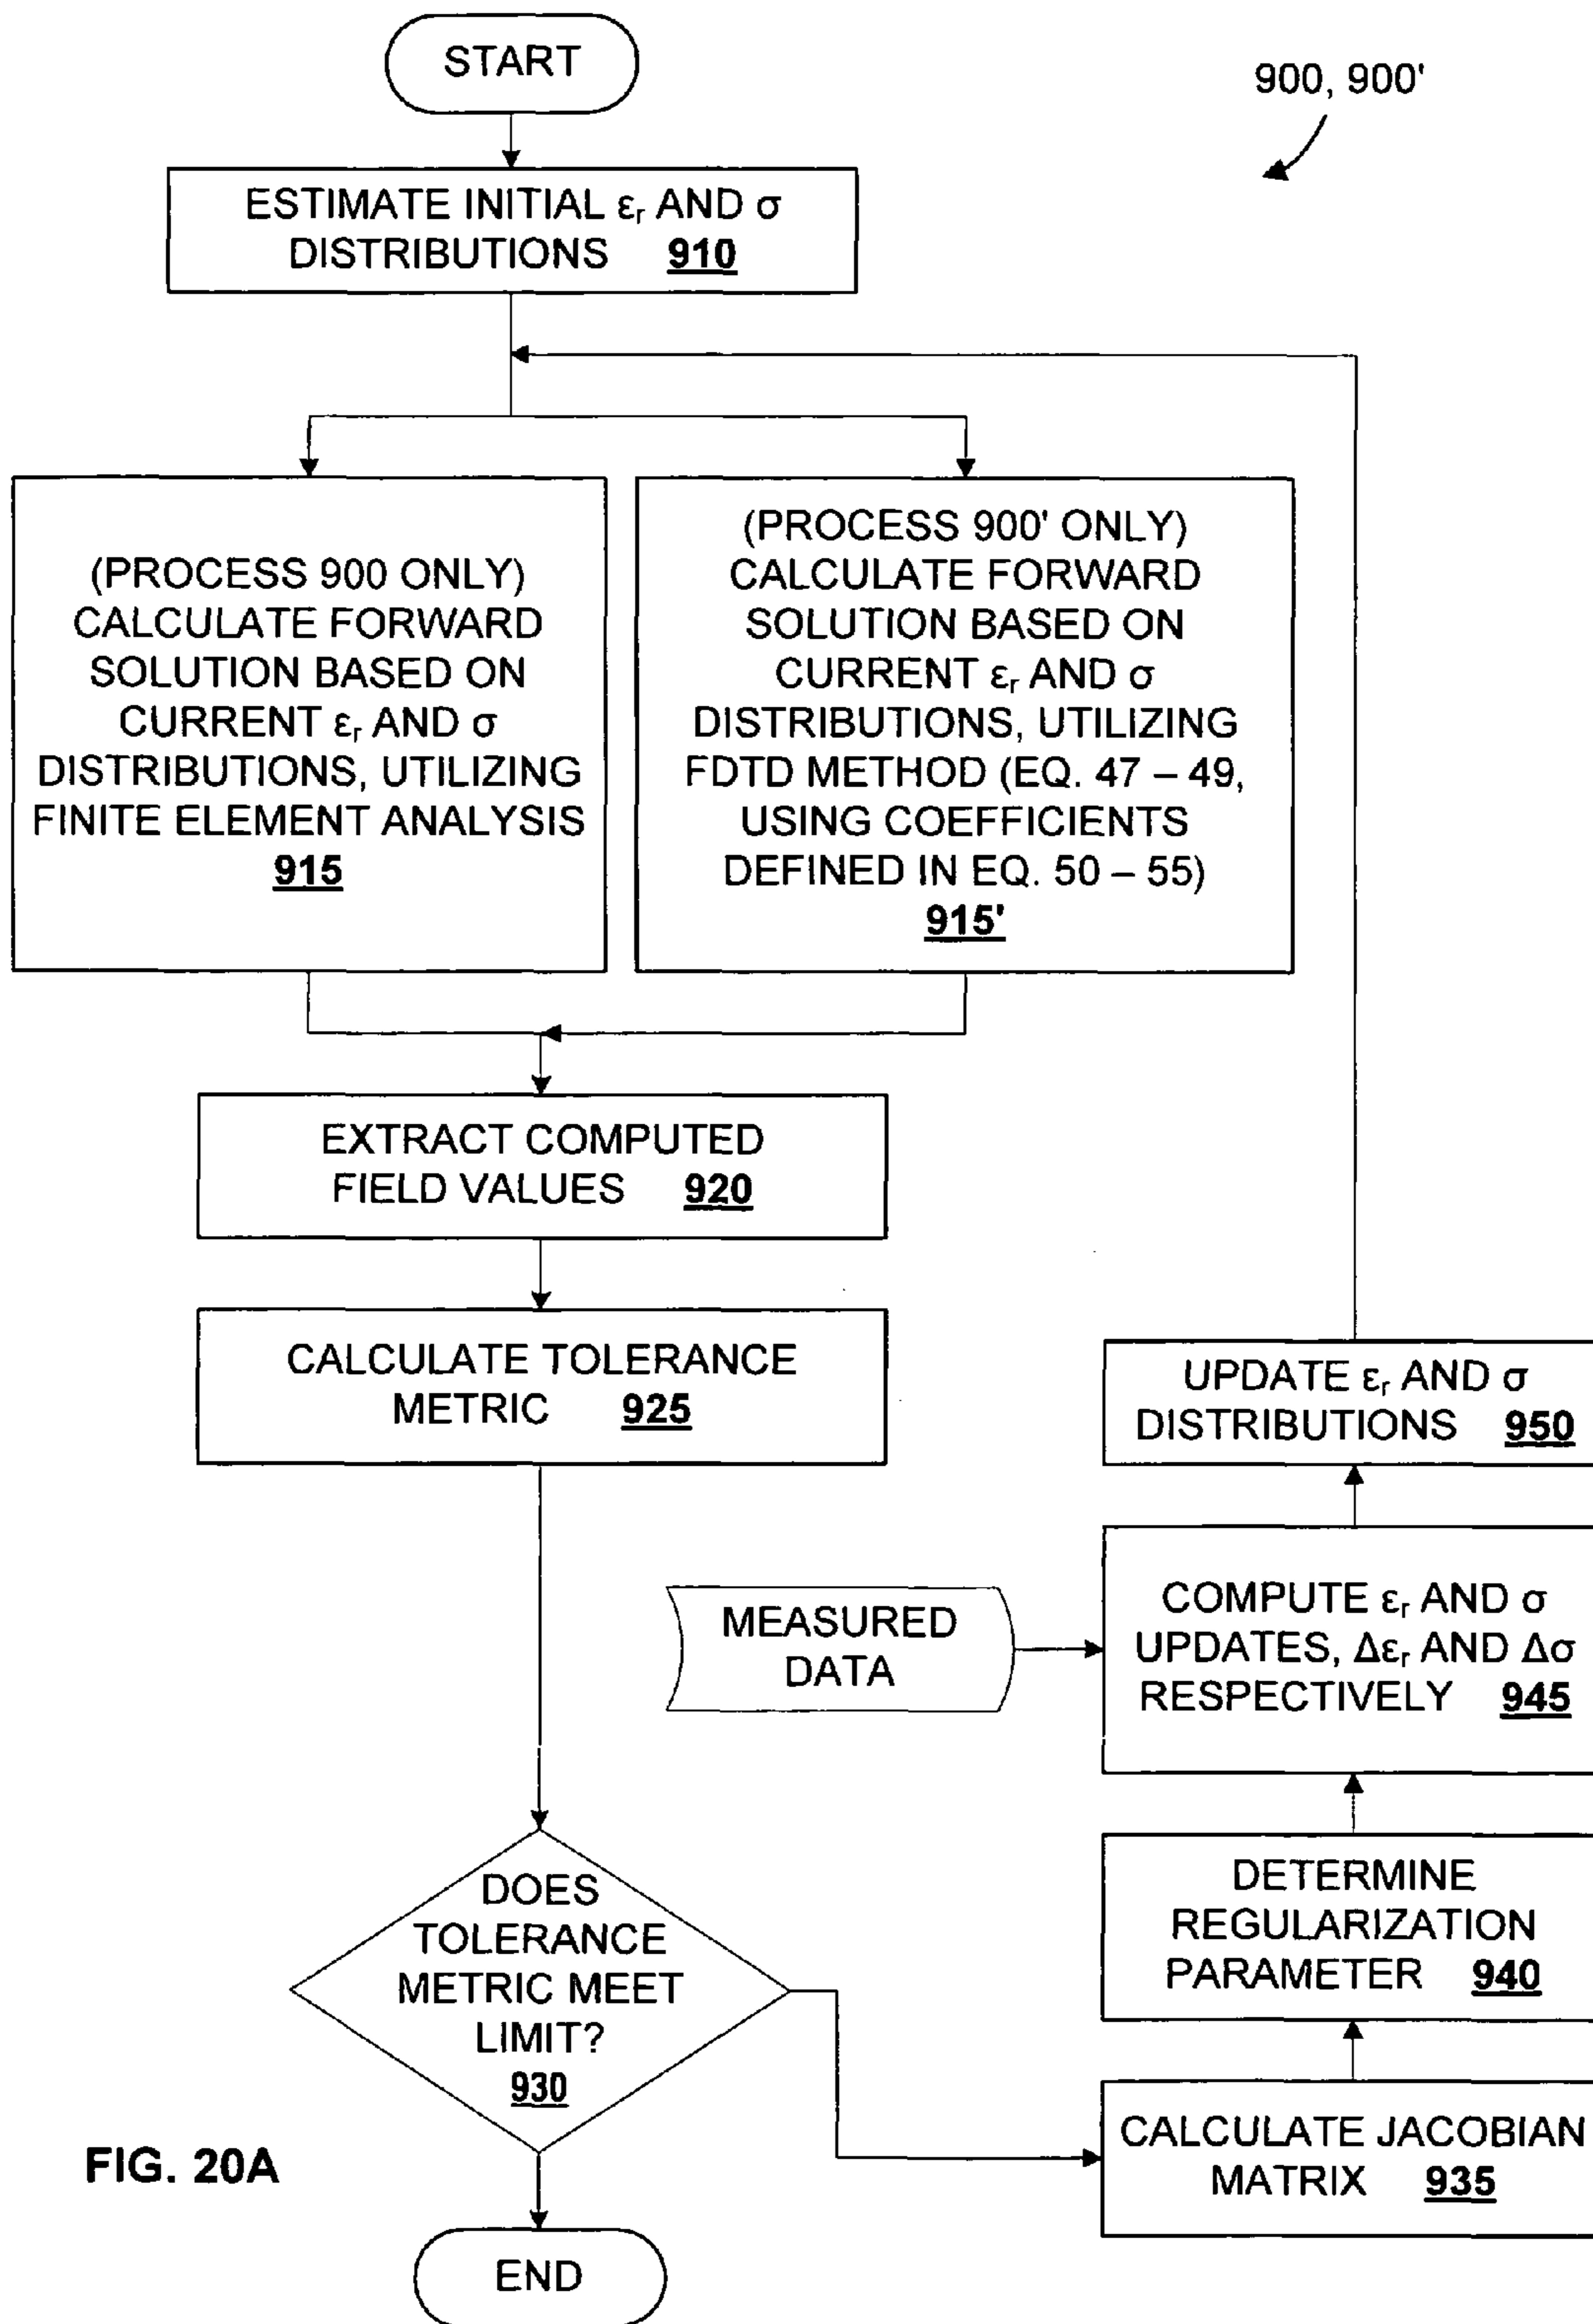 START
900, 900'
ESTIMATE INITIAL εr AND σ
DISTRIBUTIONS 910
(PROCESS 900 ONLY)
CALCULATE FORWARD
SOLUTION BASED ON
CURRENT εr AND σ
DISTRIBUTIONS, UTILIZING
FINITE ELEMENT ANALYSIS
915
(PROCESS 900' ONLY)
CALCULATE FORWARD
SOLUTION BASED ON
CURRENT εr AND σ
DISTRIBUTIONS, UTILIZING
FDTD METHOD (EQ. 47 – 49,
USING COEFFICIENTS
DEFINED IN EQ. 50 – 55)
915'
EXTRACT COMPUTED
FIELD VALUES 920
CALCULATE TOLERANCE
METRIC 925
UPDATE εr AND σ
DISTRIBUTIONS 950
COMPUTE εr AND σ
UPDATES, Δεr AND Δσ
RESPECTIVELY 945
MEASURED
DATA
DETERMINE
REGULARIZATION
PARAMETER 940
DOES
TOLERANCE
METRIC MEET
LIMIT?
930
CALCULATE JACOBIAN
MATRIX 935
FIG. 20A
END